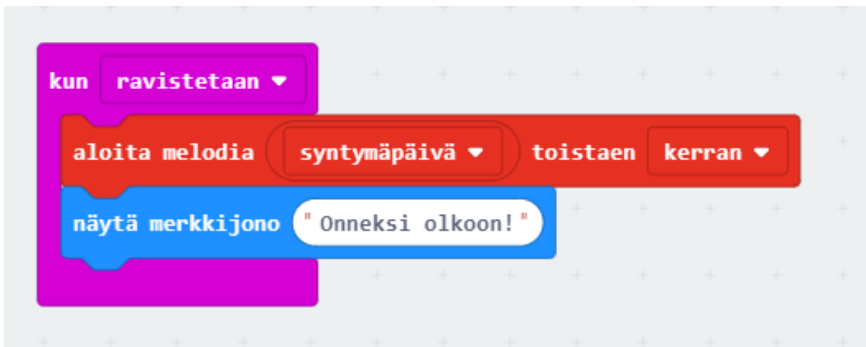 kun ravistetaan
aloita melodia syntymäpäivä toistaen kerran
näytä merkkijono "Onneksi olkoon!"